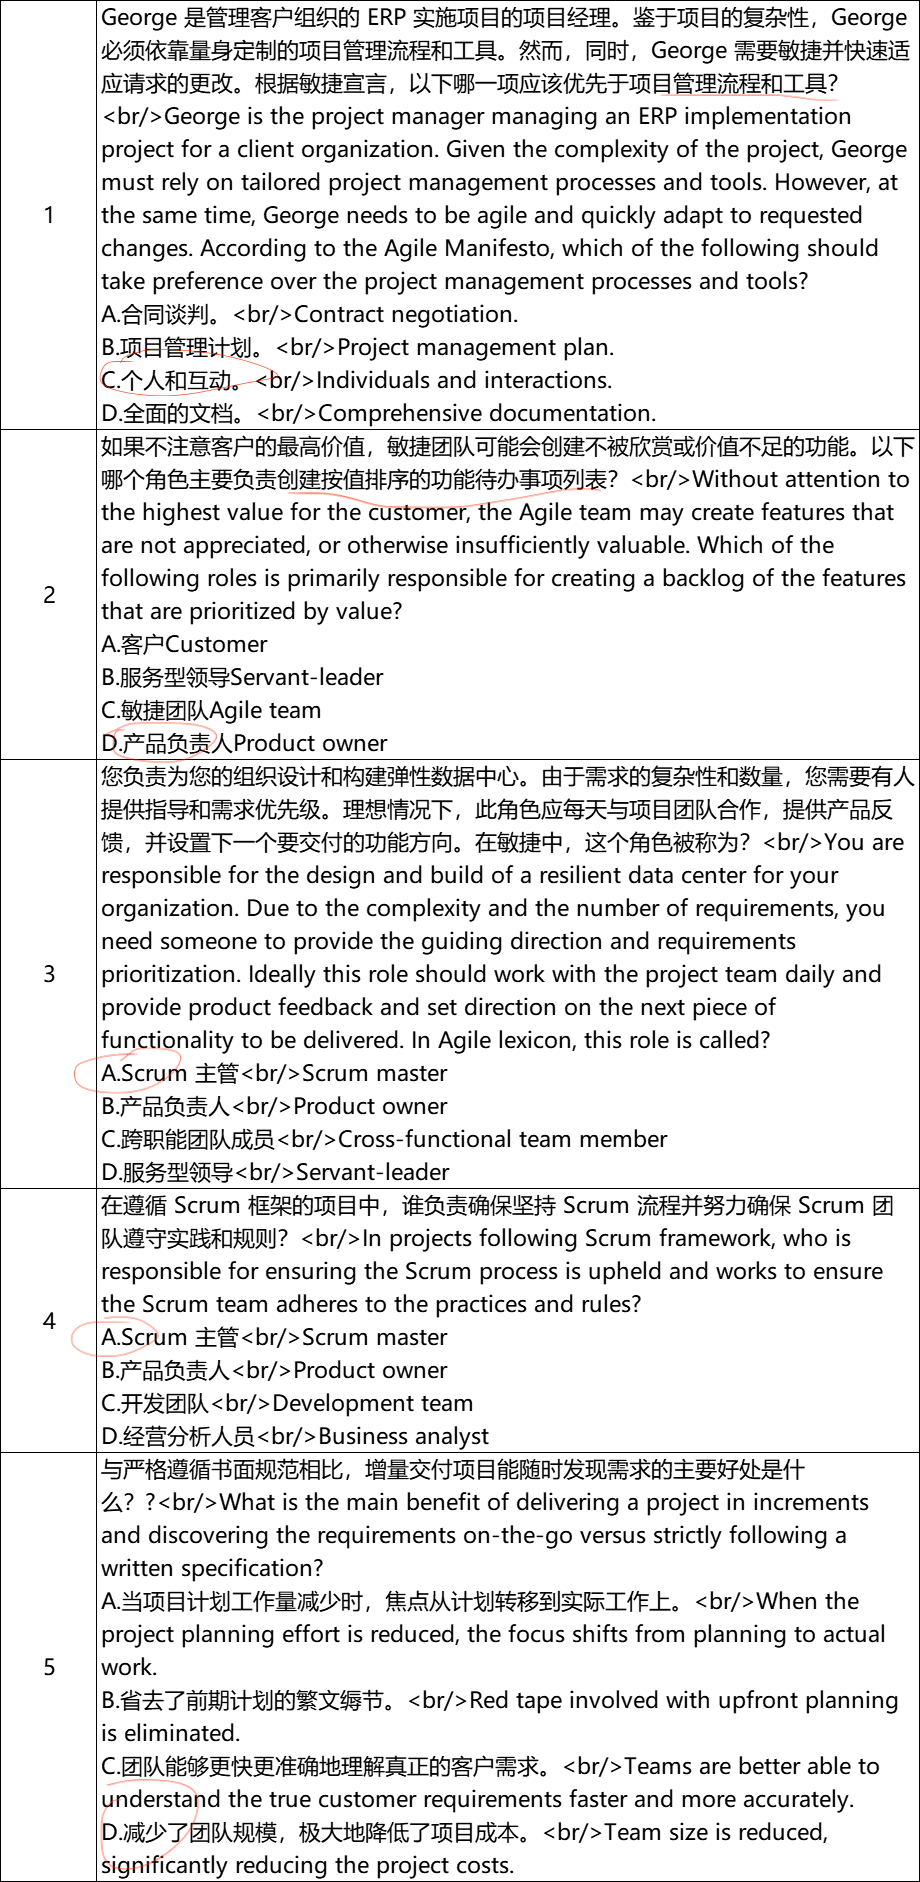 George 是管理客户组织的 ERP 实施项目的项目经理。鉴于项目的复杂性，George
必须依靠量身定制的项目管理流程和工具。然而，同时，George 需要敏捷并快速适
应请求的更改。根据敏捷宣言，以下哪一项应该优先于项目管理流程和工具？
<br/>George is the project manager managing an ERP implementation
project for a client organization. Given the complexity of the project, George
must rely on tailored project management processes and tools. However, at
1
the same time, George needs to be agile and quickly adapt to requested
changes. According to the Agile Manifesto, which of the following should
take preference over the project management processes and tools?
A.合同谈判。<br/>Contract negotiation.
B.项目管理计划。<br/>Project management plan.
C.个人和互动。<br/>Individuals and interactions.
D.全面的文档。<br/>Comprehensive documentation.
如果不注意客户的最高价值，敏捷团队可能会创建不被欣赏或价值不足的功能。以下
哪个角色主要负责创建按值排序的功能待办事项列表？<br/>Without attention to
the highest value for the customer, the Agile team may create features that
are not appreciated, or otherwise insufficiently valuable. Which of the
2
following roles is primarily responsible for creating a backlog of the features
that are prioritized by value?
A.客户Customer
B.服务型领导Servant-leader
C.敏捷团队Agile team
D.产品负责人Product owner
您负责为您的组织设计和构建弹性数据中心。由于需求的复杂性和数量，您需要有人
提供指导和需求优先级。理想情况下，此角色应每天与项目团队合作，提供产品反
馈，并设置下一个要交付的功能方向。在敏捷中，这个角色被称为？<br/>You are
responsible for the design and build of a resilient data center for your
organization. Due to the complexity and the number of requirements, you
need someone to provide the guiding direction and requirements
3
prioritization. Ideally this role should work with the project team daily and
provide product feedback and set direction on the next piece of
functionality to be delivered. In Agile lexicon, this role is called?
A.Scrum 主管<br/>Scrum master
B.产品负责人<br/>Product owner
C.跨职能团队成员<br/>Cross-functional team member
D.服务型领导<br/>Servant-leader
在遵循 Scrum 框架的项目中，谁负责确保坚持 Scrum 流程并努力确保 Scrum 团
队遵守实践和规则？<br/>In projects following Scrum framework, who is
responsible for ensuring the Scrum process is upheld and works to ensure
the Scrum team adheres to the practices and rules?
4
A.Scrum 主管<br/>Scrum master
B.产品负责人<br/>Product owner
C.开发团队<br/>Development team
D.经营分析人员<br/>Business analyst
与严格遵循书面规范相比，增量交付项目能随时发现需求的主要好处是什
么？?<br/>What is the main benefit of delivering a project in increments
and discovering the requirements on-the-go versus strictly following a
written specification?
A.当项目计划工作量减少时，焦点从计划转移到实际工作上。<br/>When the
project planning effort is reduced, the focus shifts from planning to actual
5
work.
B.省去了前期计划的繁文缛节。<br/>Red tape involved with upfront planning
is eliminated.
C.团队能够更快更准确地理解真正的客户需求。<br/>Teams are better able to
understand the true customer requirements faster and more accurately.
D.减少了团队规模，极大地降低了项目成本。<br/>Team size is reduced,
significantly reducing the project costs.